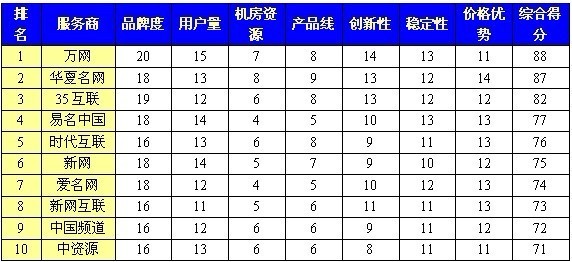 排名 服务商 品牌度 用户量 机房资源 产品线 创新性 稳定性 价格优势 综合得分
1 万网 20 15 7 8 14 13 11 88
2 华夏名网 18 13 8 9 13 12 14 87
3 35互联 19 12 6 8 13 12 12 82
4 易名中国 18 14 4 5 10 13 13 77
5 时代互联 16 13 6 8 9 11 13 76
6 新网 18 14 5 7 9 10 12 75
7 爱名网 18 12 4 5 10 12 13 74
8 新网互联 16 11 5 6 11 11 13 73
9 中国频道 16 12 6 6 9 11 12 72
10 中资源 16 13 6 6 8 11 11 71